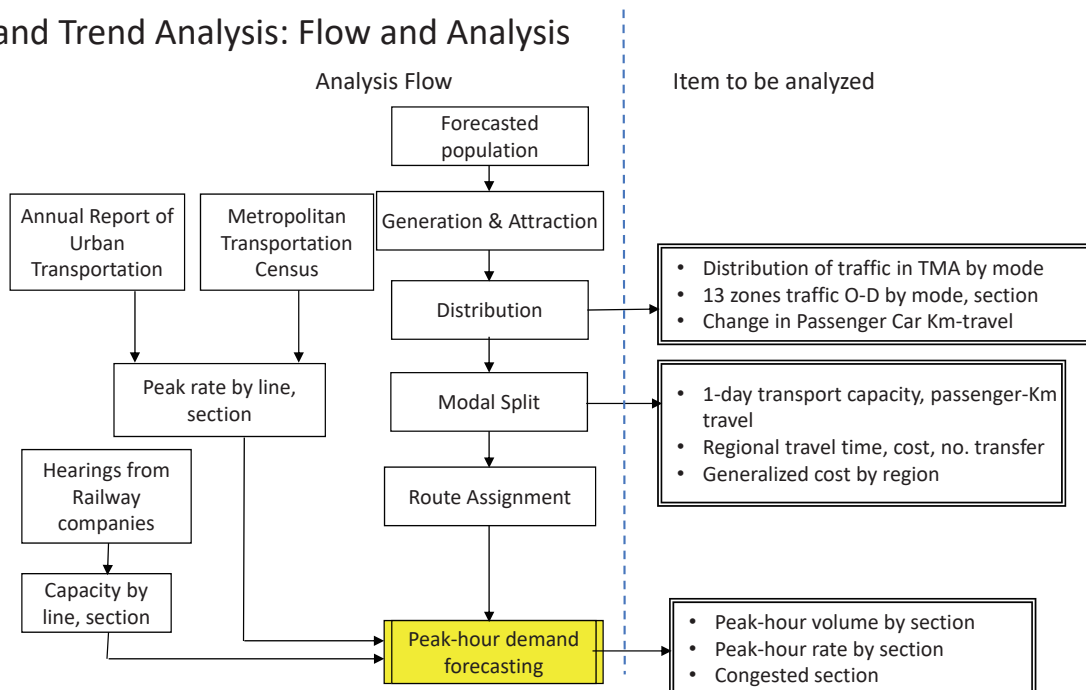 and Trend Analysis: Flow and Analysis
Analysis Flow
Item to be analyzed
Forecasted
population
Annual Report of
Urban
Transportation
Metropolitan
Transportation
Census
Generation & Attraction
Distribution
• Distribution of traffic in TMA by mode
• 13 zones traffic O-D by mode, section
• Change in Passenger Car Km-travel
Peak rate by line,
section
Modal Split
• 1-day transport capacity, passenger-Km
travel
• Regional travel time, cost, no. transfer
• Generalized cost by region
Hearings from
Railway
companies
Route Assignment
Capacity by
line, section
Peak-hour demand
forecasting
• Peak-hour volume by section
• Peak-hour rate by section
• Congested section